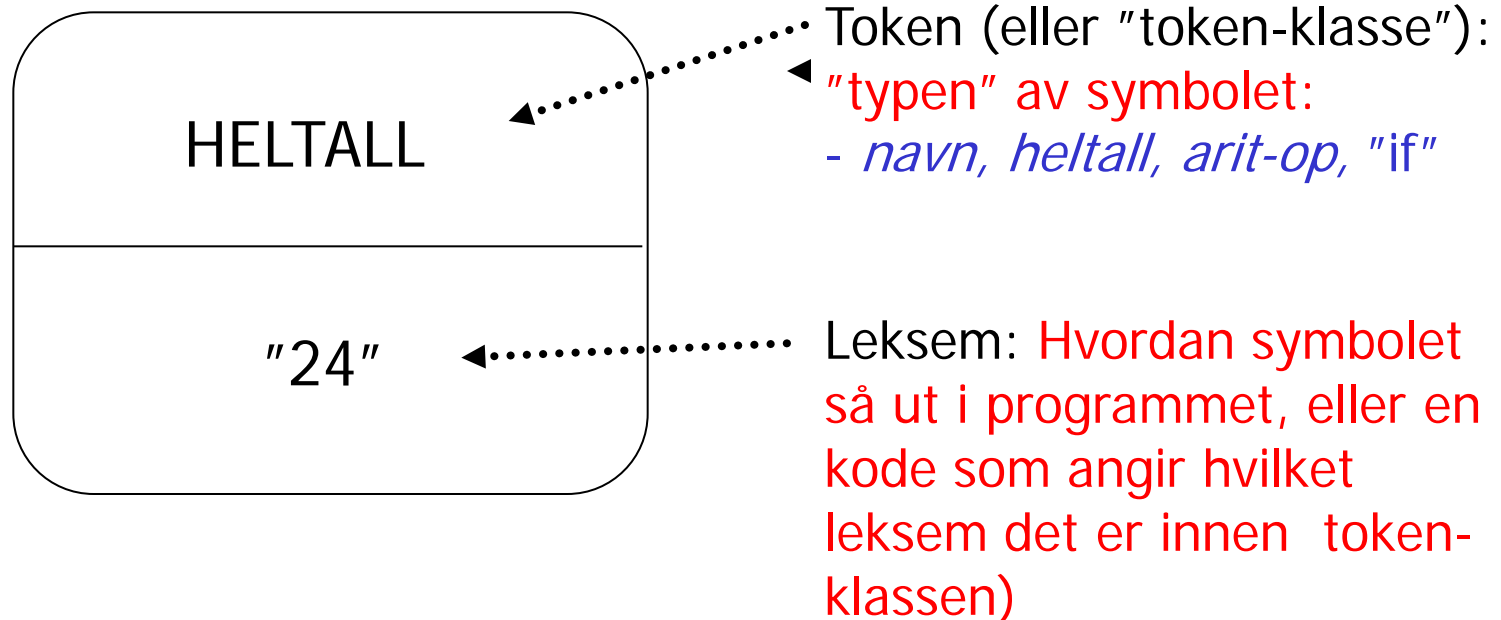 HELTALL
"24"
Token (eller "token-klasse"):
"typen" av symbolet:
- navn, heltall, arit-op, "if"
Leksem: Hvordan symbolet
så ut i programmet, eller en
kode som angir hvilket
leksem det er innen token-
klassen)